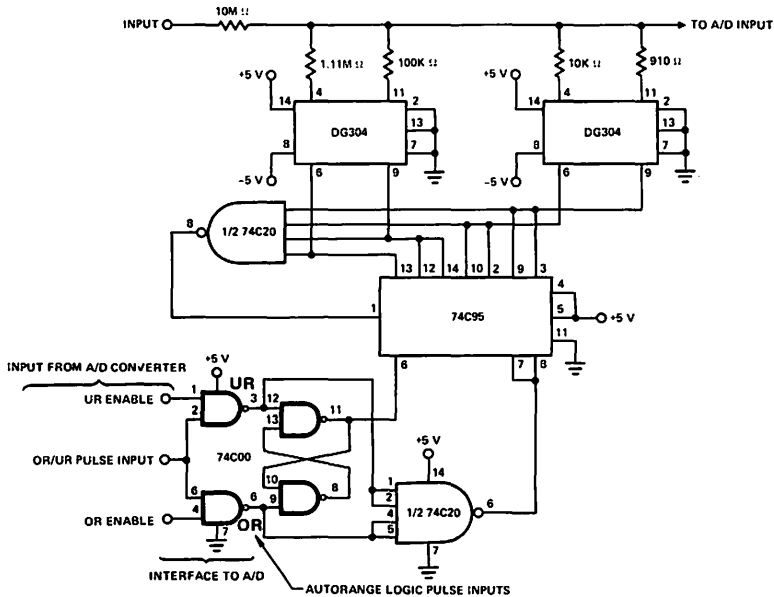 INPUT
10M Ω
TO A/D INPUT
1.11M Ω
100K Ω
10K Ω
910 Ω
+5 V
4
11
+5 V
4
11
14
2
14
2
DG304
13
DG304
13
8
7
8
7
-5 V
6
9
-5 V
6
9
8
1/2 74C20
13
12
14
10
2
9
3
1
74C95
4
5
+5 V
11
6
7
8
INPUT FROM A/D CONVERTER
+5 V
UR
UR ENABLE
1
3
12
11
2
13
+5 V
OR/UR PULSE INPUT
74C00
14
10
8
1
6
6
9
2
1/2 74C20
6
OR ENABLE
4
4
5
7
OR
7
INTERFACE TO A/D
AUTORANGE LOGIC PULSE INPUTS